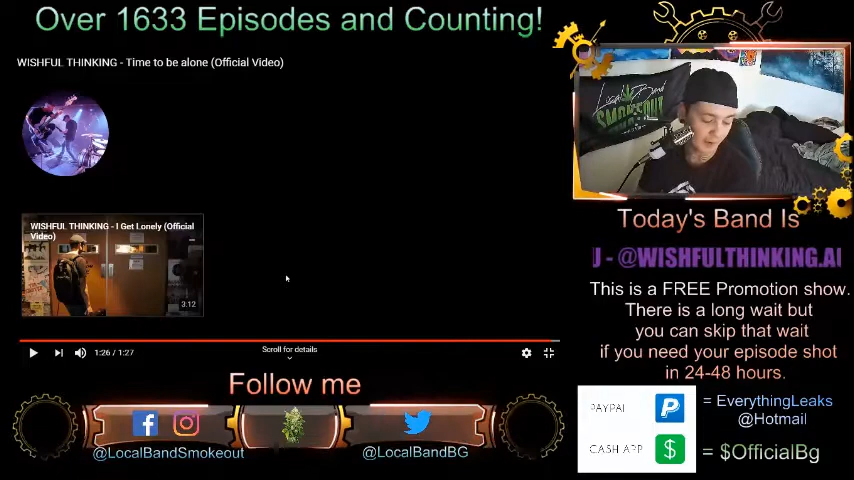 Over 1633 Episodes and Counting!
WISHFUL THINKING - Time to be alone (Official Video)
WISHFUL THINKING - I Get Lonely (Official
Video)
3:12
1:26 / 1:27
Scroll for details
Follow me
@LocalBandSmokeout
@LocalBandBG
Local Band
SMOKEOUT
Today's Band Is
J - @WISHFULTHINKING.
This is a FREE Promotion show.
There is a long wait but
you can skip that wait
if you need your episode shot
in 24-48 hours.
PAYPAL
= EverythingLeaks
@Hotmail
CASH APP
$
= $OfficialBg